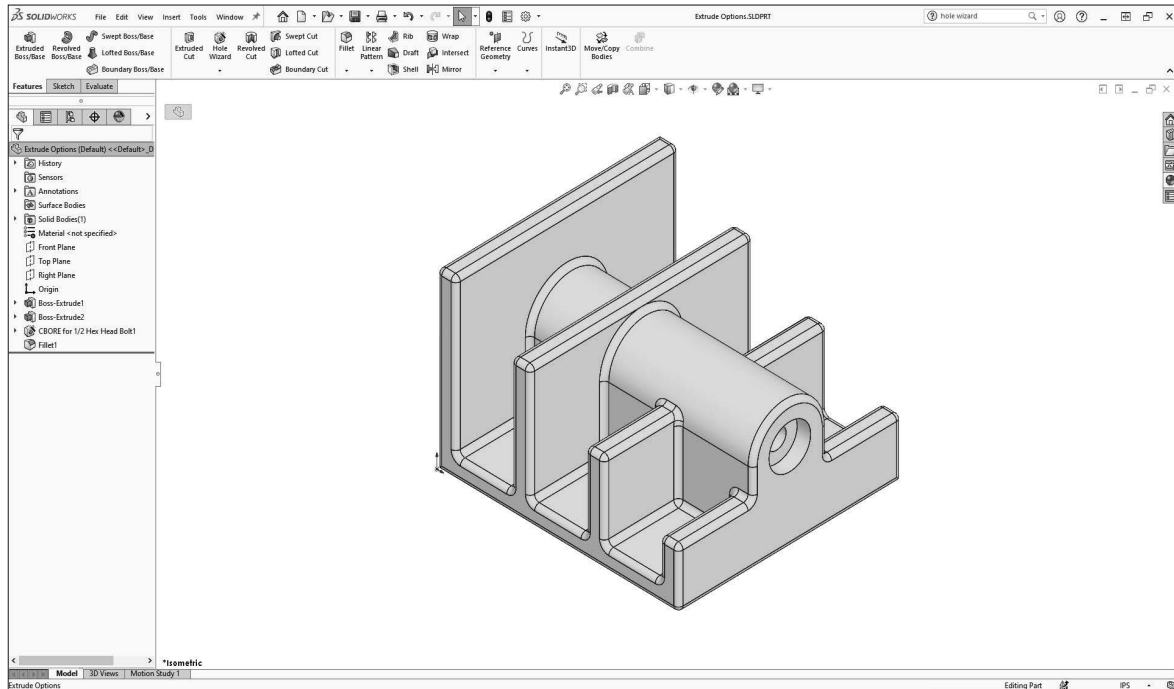 SOLIDWORKS File Edit View Insert Tools Window Extrude Options.SLDPRT hole wizard
Extruded Boss/Base
Revolved Boss/Base
Swept Boss/Base
Lofted Boss/Base
Boundary Boss/Base
Extruded Cut
Hole Wizard
Revolved Cut
Swept Cut
Lofted Cut
Boundary Cut
Fillet
Linear Pattern
Rib
Draft
Shell
Wrap
Intersect
Mirror
Reference Geometry
Curves
Instant3D
Move/Copy Bodies
Combine
Features Sketch Evaluate
Extrude Options (Default) <<Default>_D
History
Sensors
Annotations
Surface Bodies
Solid Bodies(1)
Material <not specified>
Front Plane
Top Plane
Right Plane
Origin
Boss-Extrude1
Boss-Extrude2
CBORE for 1/2 Hex Head Bolt1
Fillet1
*Isometric
Model 3D Views Motion Study 1
Extrude Options Editing Part IPS